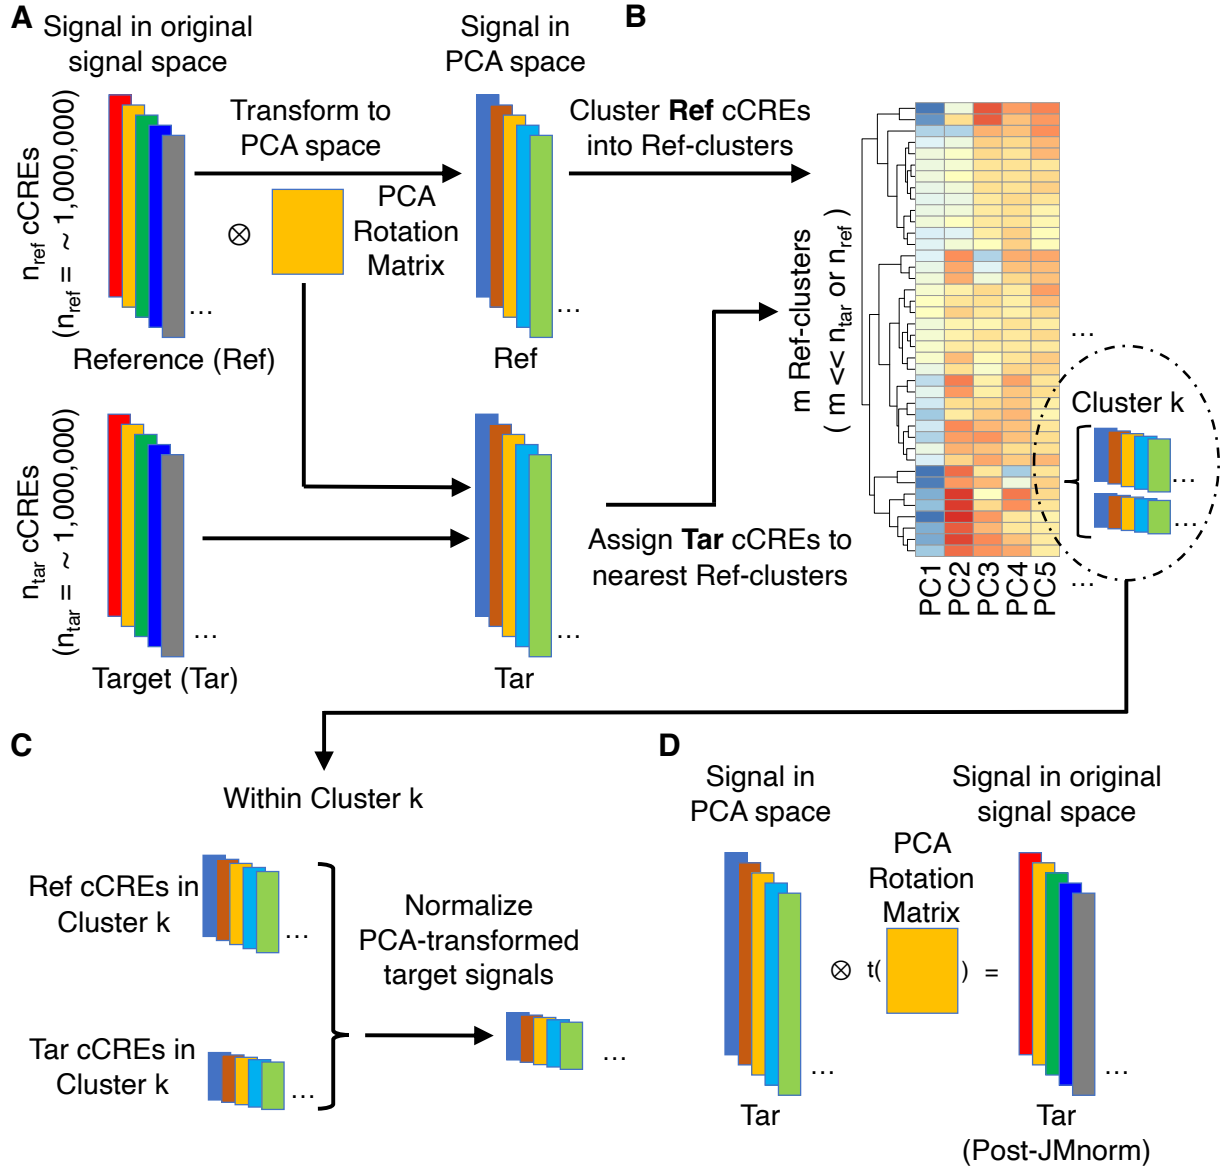 A
Signal in original
signal space
Signal in
PCA space
n_ref cCREs
(n_ref = ~ 1,000,000)
Transform to
PCA space
⊗
PCA
Rotation
Matrix
...
Reference (Ref)
...
Ref
Cluster Ref cCREs
into Ref-clusters
n_tar cCREs
(n_tar = ~ 1,000,000)
...
Target (Tar)
...
Tar
Assign Tar cCREs to
nearest Ref-clusters
B
m Ref-clusters
( m << n_tar or n_ref )
...
Cluster k
...
...
PC1
PC2
PC3
PC4
PC5
...
C
Within Cluster k
Ref cCREs in
Cluster k
...
Tar cCREs in
Cluster k
...
Normalize
PCA-transformed
target signals
...
D
Signal in
PCA space
Signal in original
signal space
PCA
Rotation
Matrix
⊗ t( ) =
...
...
Tar
Tar
(Post-JMnorm)